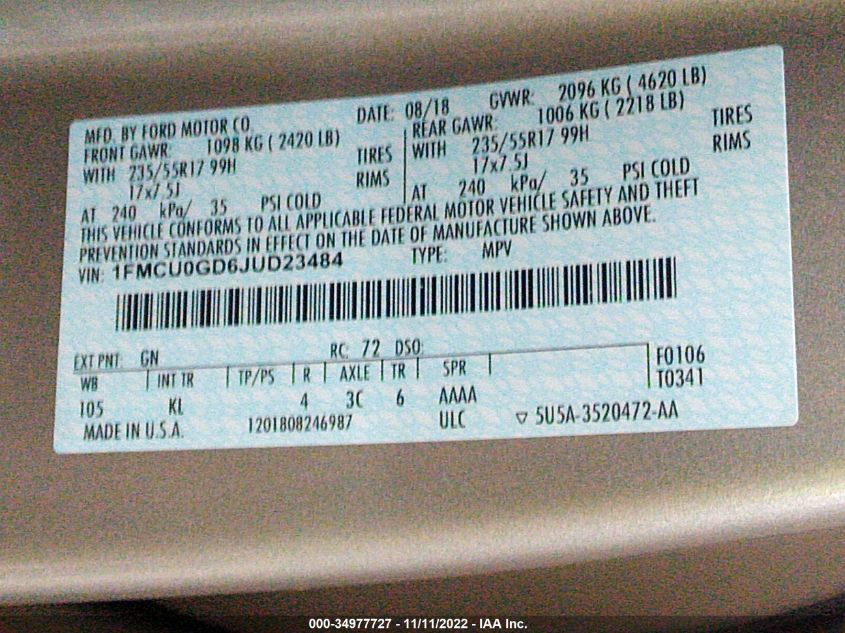 MFD. BY FORD MOTOR CO. DATE: 08/18 GVWR: 2096 KG ( 4620 LB)
FRONT GAWR: 1098 KG ( 2420 LB) REAR GAWR: 1006 KG ( 2218 LB)
WITH 235/55R17 99H TIRES WITH 235/55R17 99H TIRES
17x7.5J RIMS 17x7.5J RIMS
AT 240 kPa/ 35 PSI COLD AT 240 kPa/ 35 PSI COLD
THIS VEHICLE CONFORMS TO ALL APPLICABLE FEDERAL MOTOR VEHICLE SAFETY AND THEFT
PREVENTION STANDARDS IN EFFECT ON THE DATE OF MANUFACTURE SHOWN ABOVE.
VIN: 1FMCU0GD6JUD23484 TYPE: MPV
EXT PNT: GN RC: 72 DSO: F0106
WB INT TR TP/PS R AXLE TR SPR T0341
105 KL 4 3C 6 AAAA
MADE IN U.S.A. 1201808246987 ULC ▽ 5U5A-3520472-AA
000-34977727 - 11/11/2022 - IAA Inc.